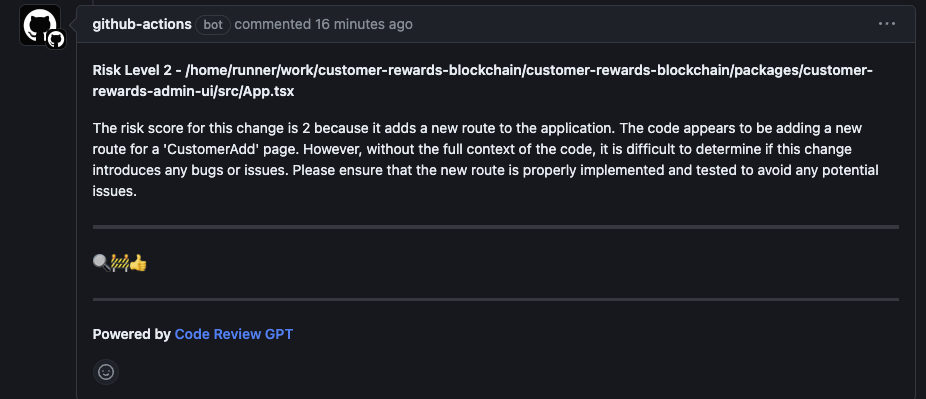 github-actions bot commented 16 minutes ago
Risk Level 2 - /home/runner/work/customer-rewards-blockchain/customer-rewards-blockchain/packages/customer-
rewards-admin-ui/src/App.tsx
The risk score for this change is 2 because it adds a new route to the application. The code appears to be adding a new
route for a 'CustomerAdd' page. However, without the full context of the code, it is difficult to determine if this change
introduces any bugs or issues. Please ensure that the new route is properly implemented and tested to avoid any potential
issues.
🔍🚧👍
Powered by Code Review GPT